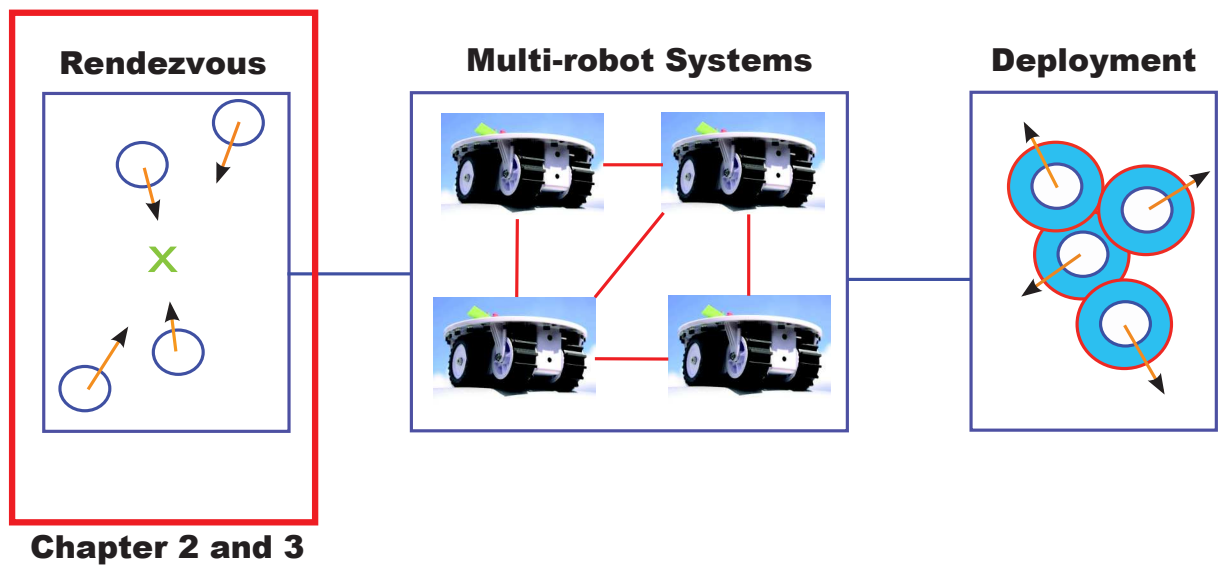 Rendezvous
Multi-robot Systems
Deployment
X
Chapter 2 and 3